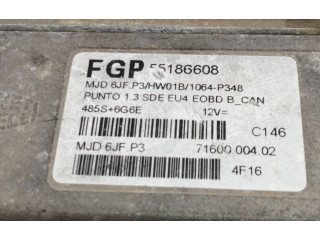 FGP 55186608
MJD 6JF.P3/HW01B/1064-P348
PUNTO 1.3 SDE EU4 EOBD B_CAN
485S+6G6E 12V=
C146
MJD 6JF.P3 71600.004.02
4F16